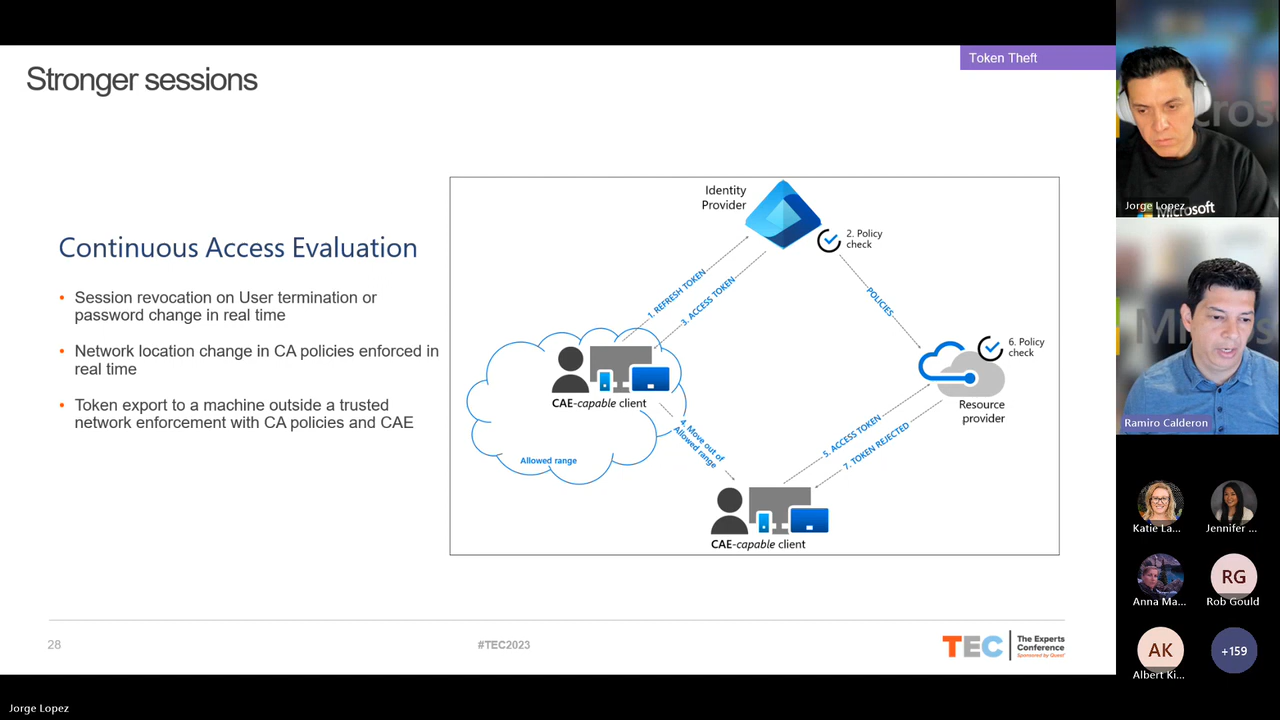 Stronger sessions
Token Theft
Continuous Access Evaluation
• Session revocation on User termination or
password change in real time
• Network location change in CA policies enforced in
real time
• Token export to a machine outside a trusted
network enforcement with CA policies and CAE
Identity
Provider
2. Policy
check
1. REFRESH TOKEN
3. ACCESS TOKEN
POLICIES
CAE-capable client
Allowed range
4. Move out of
Allowed range
6. Policy
check
Resource
provider
5. ACCESS TOKEN
7. TOKEN REJECTED
CAE-capable client
28
#TEC2023
TEC
The Experts
Conference
Sponsored by Quest
Microsoft
Jorge Lopez
Ramiro Calderon
Katie La...
Jennifer ...
Anna Ma...
RG
Rob Gould
AK
Albert Ki...
+159
Jorge Lopez